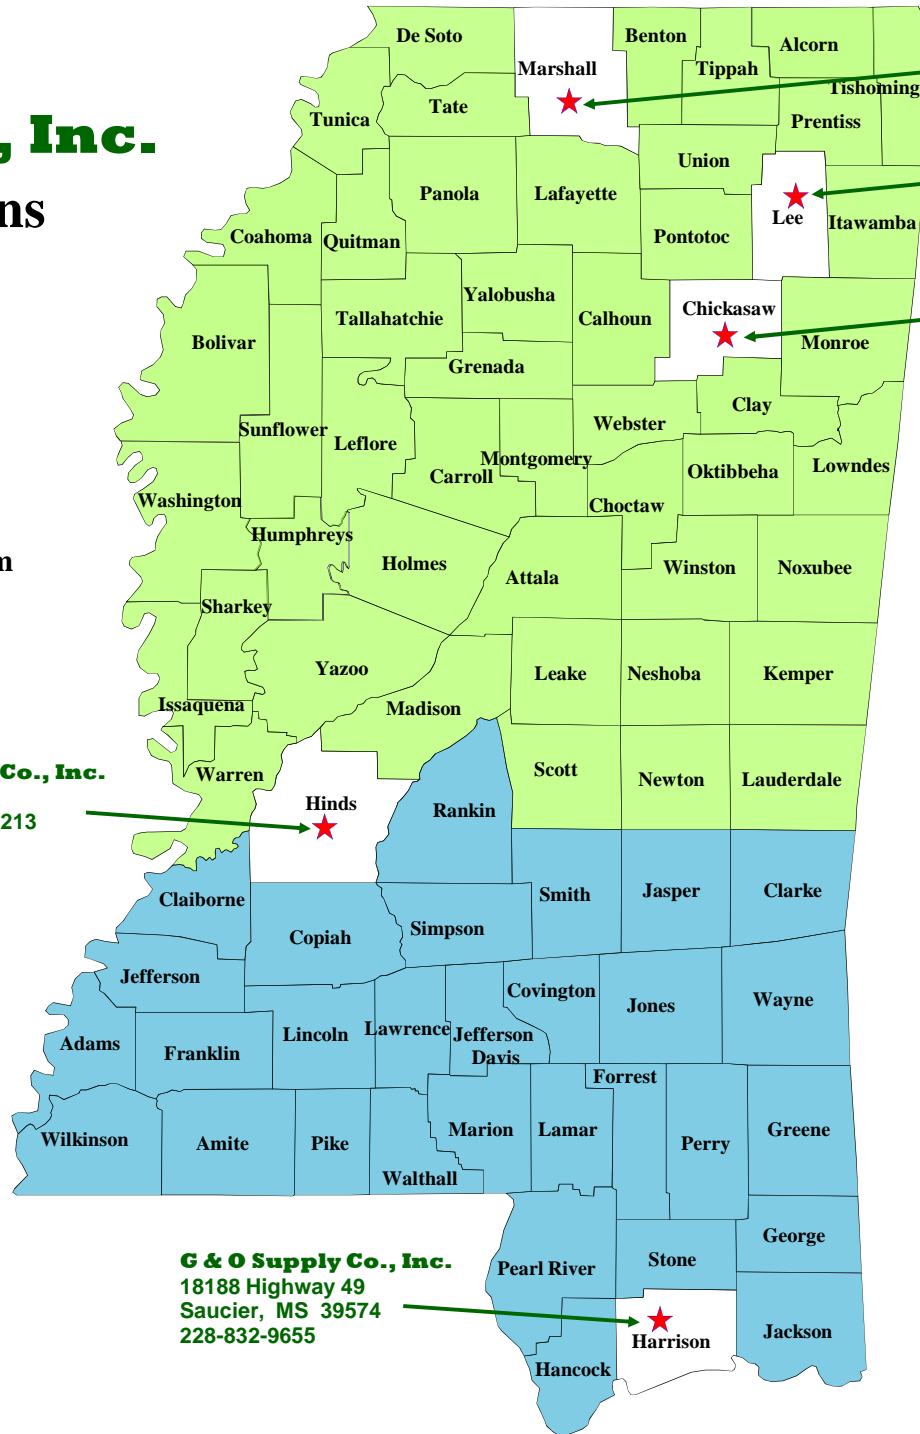 , Inc.
ns
m
De Soto
Marshall
Benton
Tippah
Alcorn
Tishoming
Prentiss
Tunica
Tate
Union
Panola
Lafayette
Lee
Itawamba
Pontotoc
Coahoma
Quitman
Yalobusha
Chickasaw
Tallahatchie
Calhoun
Bolivar
Monroe
Grenada
Clay
Webster
Sunflower
Leflore
Montgomery
Carroll
Oktibbeha
Lowndes
Washington
Choctaw
Humphreys
Holmes
Attala
Winston
Noxubee
Sharkey
Yazoo
Leake
Neshoba
Kemper
Issaquena
Madison
Co., Inc.
213
Warren
Hinds
Rankin
Scott
Newton
Lauderdale
Claiborne
Copiah
Simpson
Smith
Jasper
Clarke
Jefferson
Covington
Jones
Wayne
Adams
Franklin
Lincoln
Lawrence
Jefferson
Davis
Forrest
Wilkinson
Amite
Pike
Walthall
Marion
Lamar
Perry
Greene
George
Pearl River
Stone
G & O Supply Co., Inc.
18188 Highway 49
Saucier, MS 39574
228-832-9655
Harrison
Jackson
Hancock